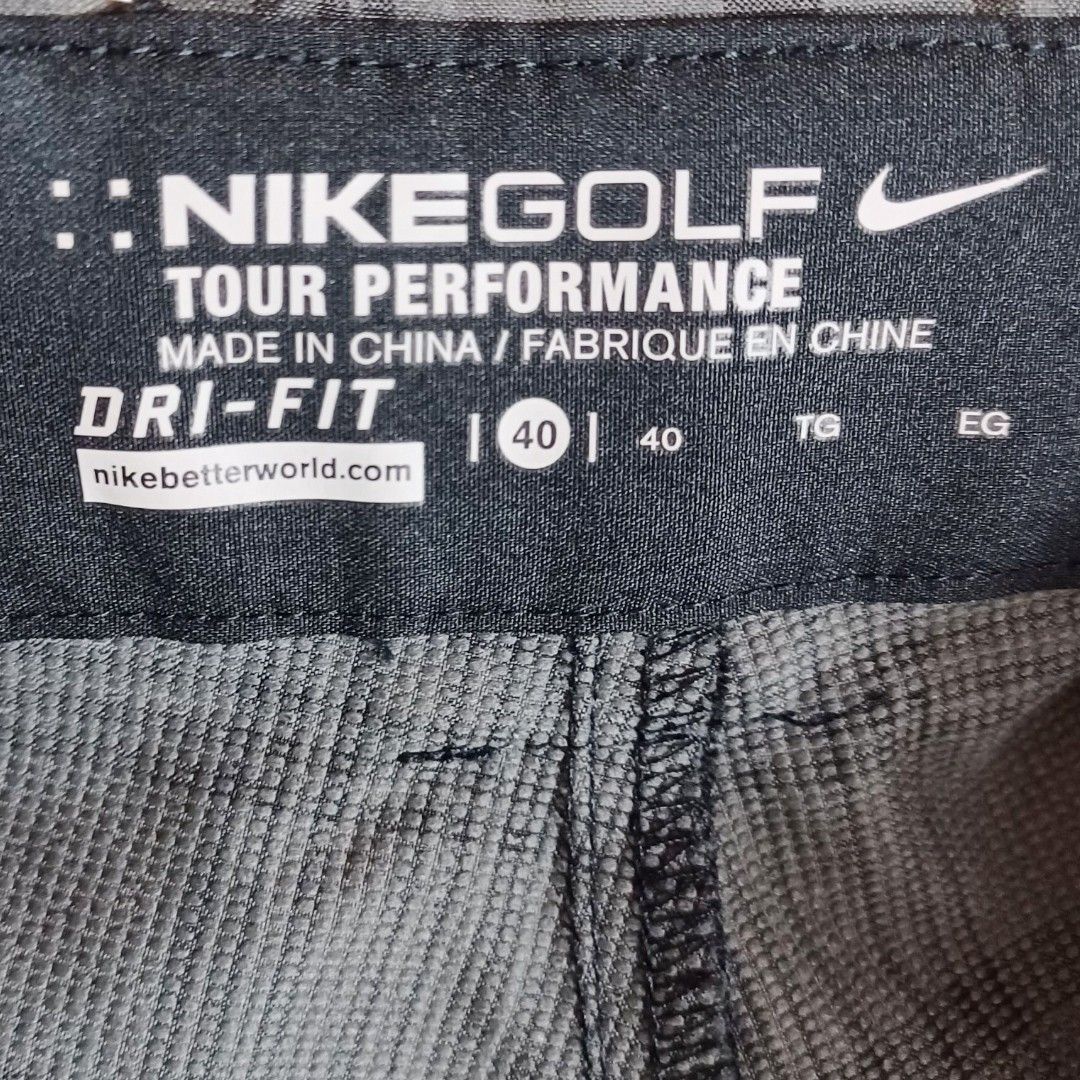 NIKEGOLF
TOUR PERFORMANCE
MADE IN CHINA / FABRIQUE EN CHINE
DRI-FIT
nikebetterworld.com
| 40 | 40 TG EG